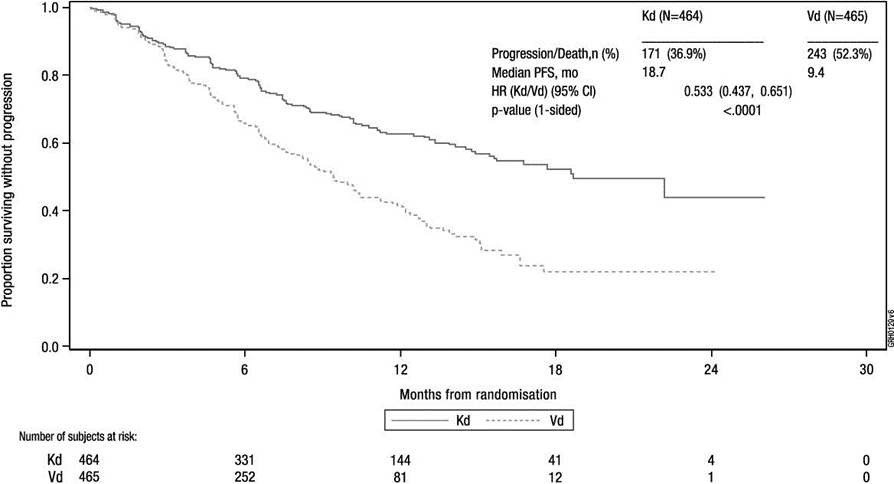 Kd (N=464) Vd (N=465)
Progression/Death,n (%) 171 (36.9%) 243 (52.3%)
Median PFS, mo 18.7 9.4
HR (Kd/Vd) (95% CI) 0.533 (0.437, 0.651)
p-value (1-sided) <.0001
Proportion surviving without progression
1.0
0.8
0.6
0.4
0.2
0.0
0 6 12 18 24 30
Months from randomisation
Kd Vd
GRH0129v6
Number of subjects at risk:
Kd 464 331 144 41 4 0
Vd 465 252 81 12 1 0